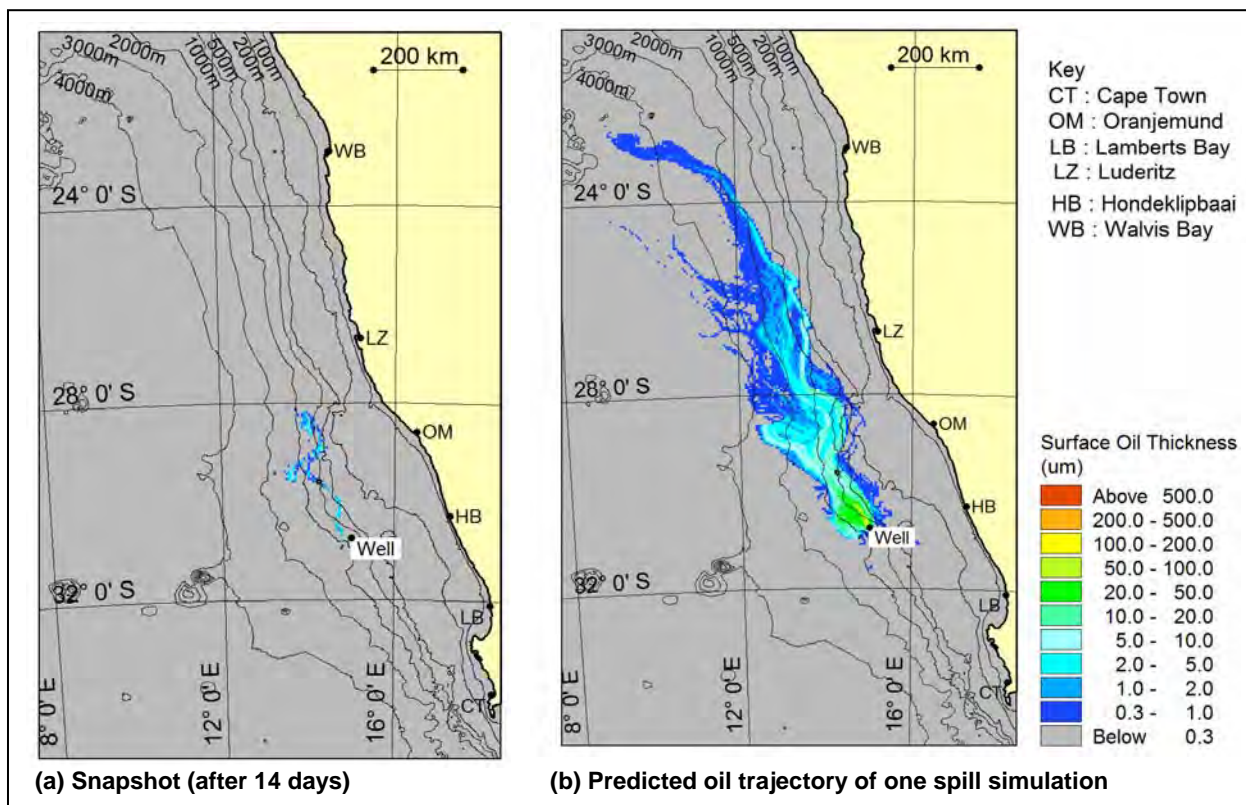 3000m
2000m
1000m
500m
200m
100m
4000m
200 km
WB
24° 0' S
LZ
28° 0' S
OM
HB
Well
32° 0' S
LB
CT
8° 0' E
12° 0' E
16° 0' E
(a) Snapshot (after 14 days)
3000m
2000m
1000m
500m
200m
100m
4000m
200 km
WB
24° 0' S
LZ
28° 0' S
OM
HB
Well
32° 0' S
LB
CT
8° 0' E
12° 0' E
16° 0' E
(b) Predicted oil trajectory of one spill simulation
Key
CT : Cape Town
OM : Oranjemund
LB : Lamberts Bay
LZ : Luderitz
HB : Hondeklipbaai
WB : Walvis Bay
Surface Oil Thickness
(um)
Above 500.0
200.0 - 500.0
100.0 - 200.0
50.0 - 100.0
20.0 - 50.0
10.0 - 20.0
5.0 - 10.0
2.0 - 5.0
1.0 - 2.0
0.3 - 1.0
Below 0.3